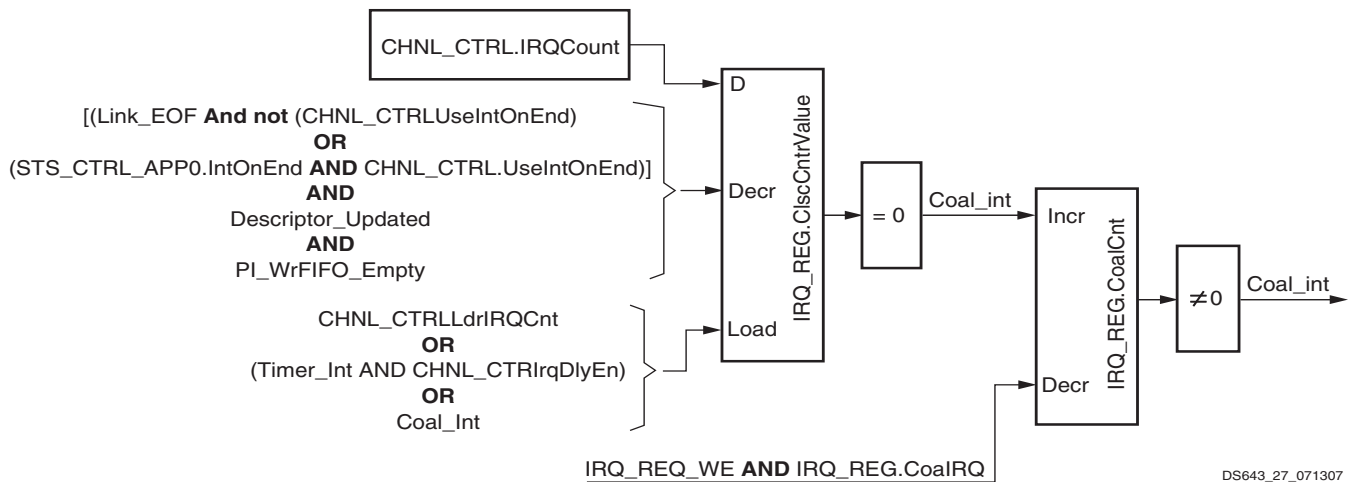 CHNL_CTRL.IRQCount
[(Link_EOF And not (CHNL_CTRLUseIntOnEnd)
OR
(STS_CTRL_APP0.IntOnEnd AND CHNL_CTRL.UseIntOnEnd)]
AND
Descriptor_Updated
AND
PI_WrFIFO_Empty
CHNL_CTRLLdrIRQCnt
OR
(Timer_Int AND CHNL_CTRIrqDlyEn)
OR
Coal_Int
D
Decr
Load
IRQ_REG.ClscCntrValue
= 0
Coal_int
Incr
Decr
IRQ_REG.CoalCnt
≠0
Coal_int
IRQ_REQ_WE AND IRQ_REG.CoalRQ
DS643_27_071307